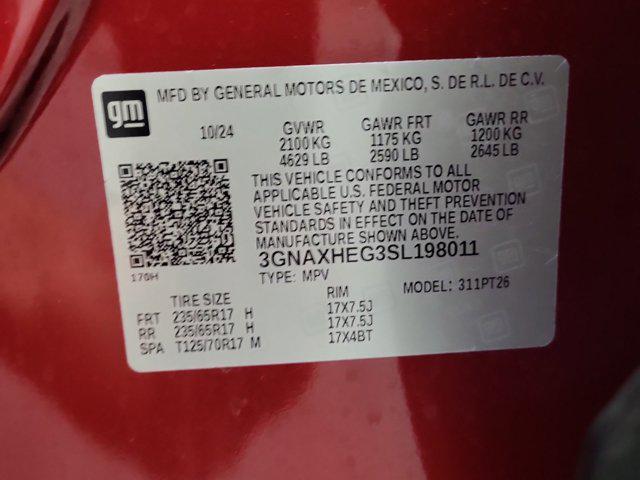 gm
MFD BY GENERAL MOTORS DE MEXICO, S. DE R.L. DE C.V.
10/24 GVWR GAWR FRT GAWR RR
2100 KG 1175 KG 1200 KG
4629 LB 2590 LB 2645 LB
THIS VEHICLE CONFORMS TO ALL
APPLICABLE U.S. FEDERAL MOTOR
VEHICLE SAFETY AND THEFT PREVENTION
STANDARDS IN EFFECT ON THE DATE OF
MANUFACTURE SHOWN ABOVE.
3GNAXHEG3SL198011
176H
TYPE: MPV MODEL: 311PT26
TIRE SIZE RIM
FRT 235/65R17 H 17X7.5J
RR 235/65R17 H 17X7.5J
SPA T125/70R17 M 17X4BT